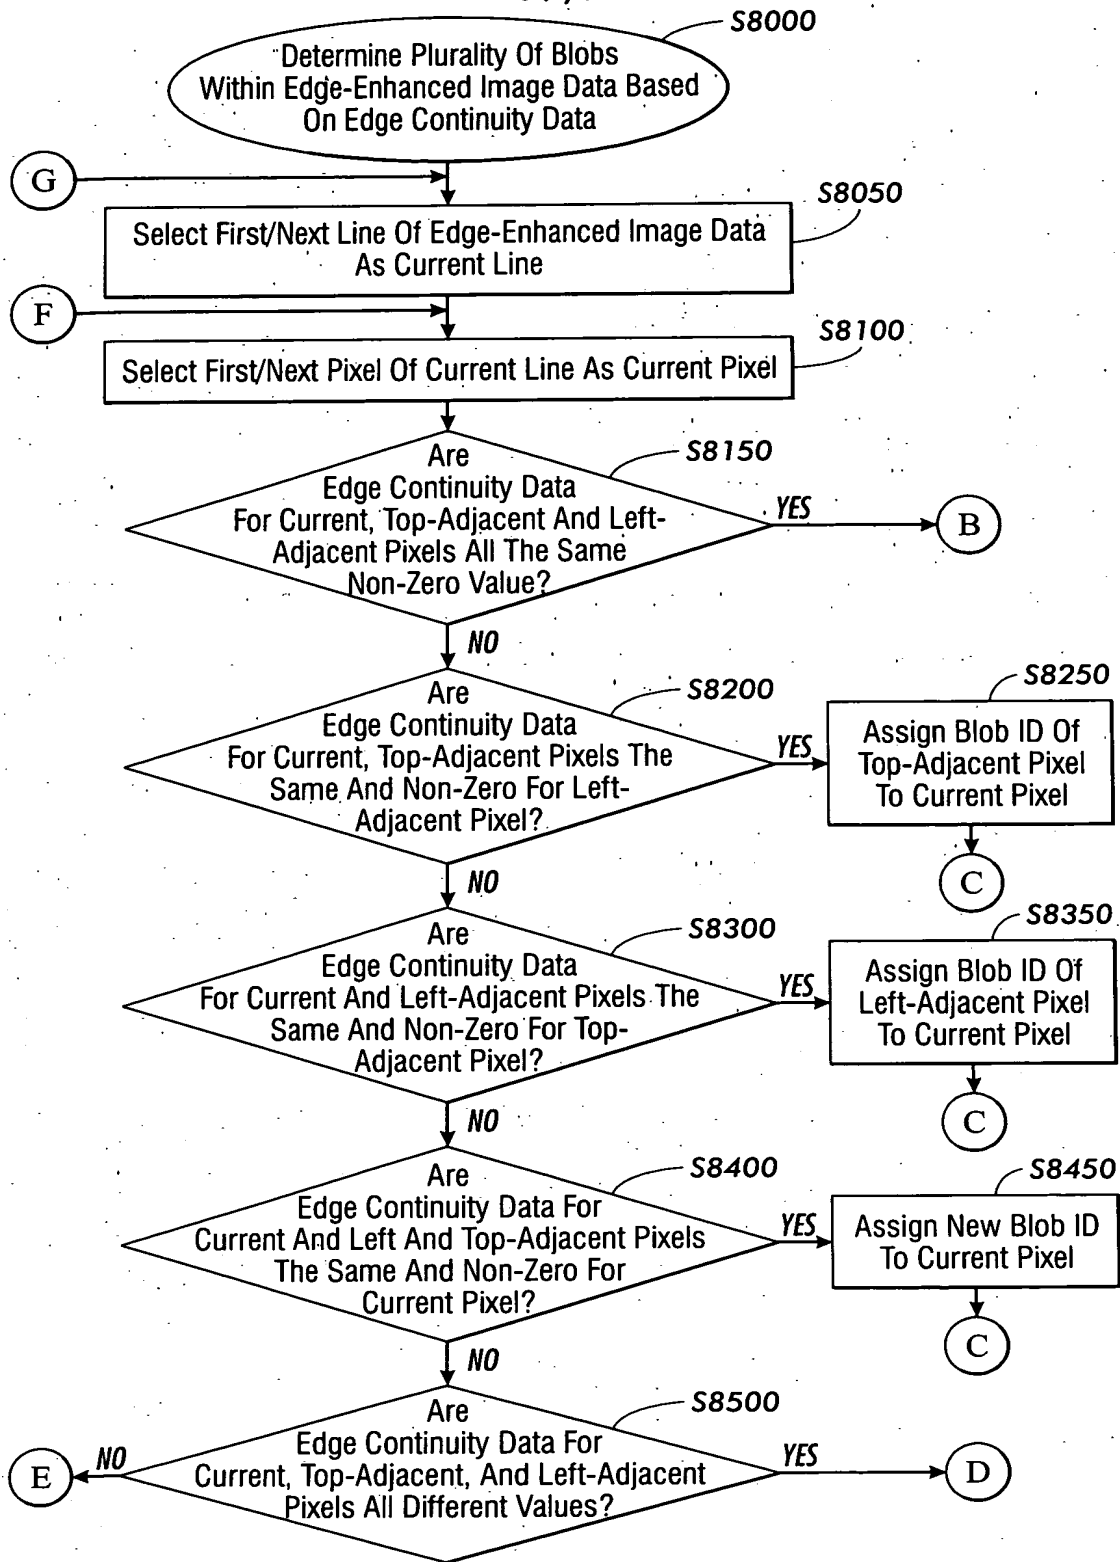 S8000
Determine Plurality Of Blobs
Within Edge-Enhanced Image Data Based
On Edge Continuity Data
G
S8050
Select First/Next Line Of Edge-Enhanced Image Data
As Current Line
F
S8100
Select First/Next Pixel Of Current Line As Current Pixel
S8150
Are
Edge Continuity Data
For Current, Top-Adjacent And Left-
Adjacent Pixels All The Same
Non-Zero Value?
YES
B
NO
S8200
Are
Edge Continuity Data
For Current, Top-Adjacent Pixels The
Same And Non-Zero For Left-
Adjacent Pixel?
YES
S8250
Assign Blob ID Of
Top-Adjacent Pixel
To Current Pixel
C
NO
S8300
Are
Edge Continuity Data
For Current And Left-Adjacent Pixels The
Same And Non-Zero For Top-
Adjacent Pixel?
YES
S8350
Assign Blob ID Of
Left-Adjacent Pixel
To Current Pixel
C
NO
S8400
Are
Edge Continuity Data For
Current And Left And Top-Adjacent Pixels
The Same And Non-Zero For
Current Pixel?
YES
S8450
Assign New Blob ID
To Current Pixel
C
NO
S8500
Are
Edge Continuity Data For
Current, Top-Adjacent, And Left-Adjacent
Pixels All Different Values?
NO
E
YES
D